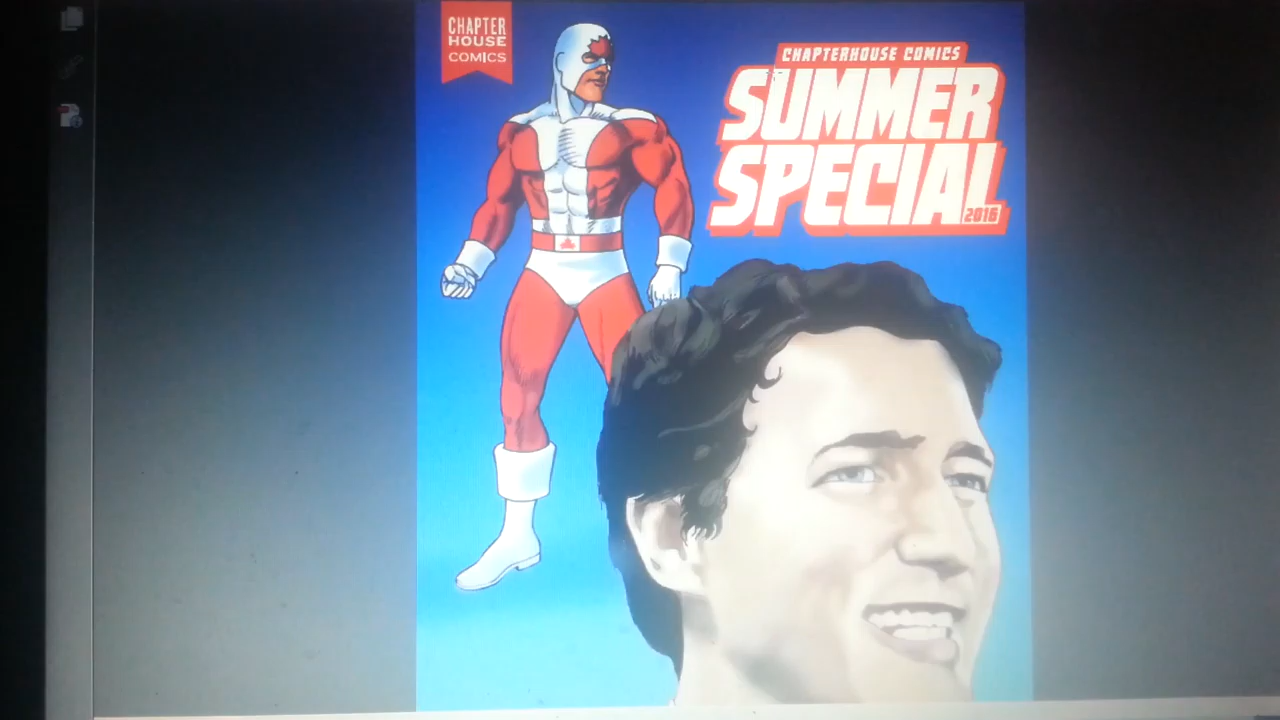 CHAPTER
HOUSE
COMICS
CHAPTERHOUSE COMICS
SUMMER
SPECIAL
2016